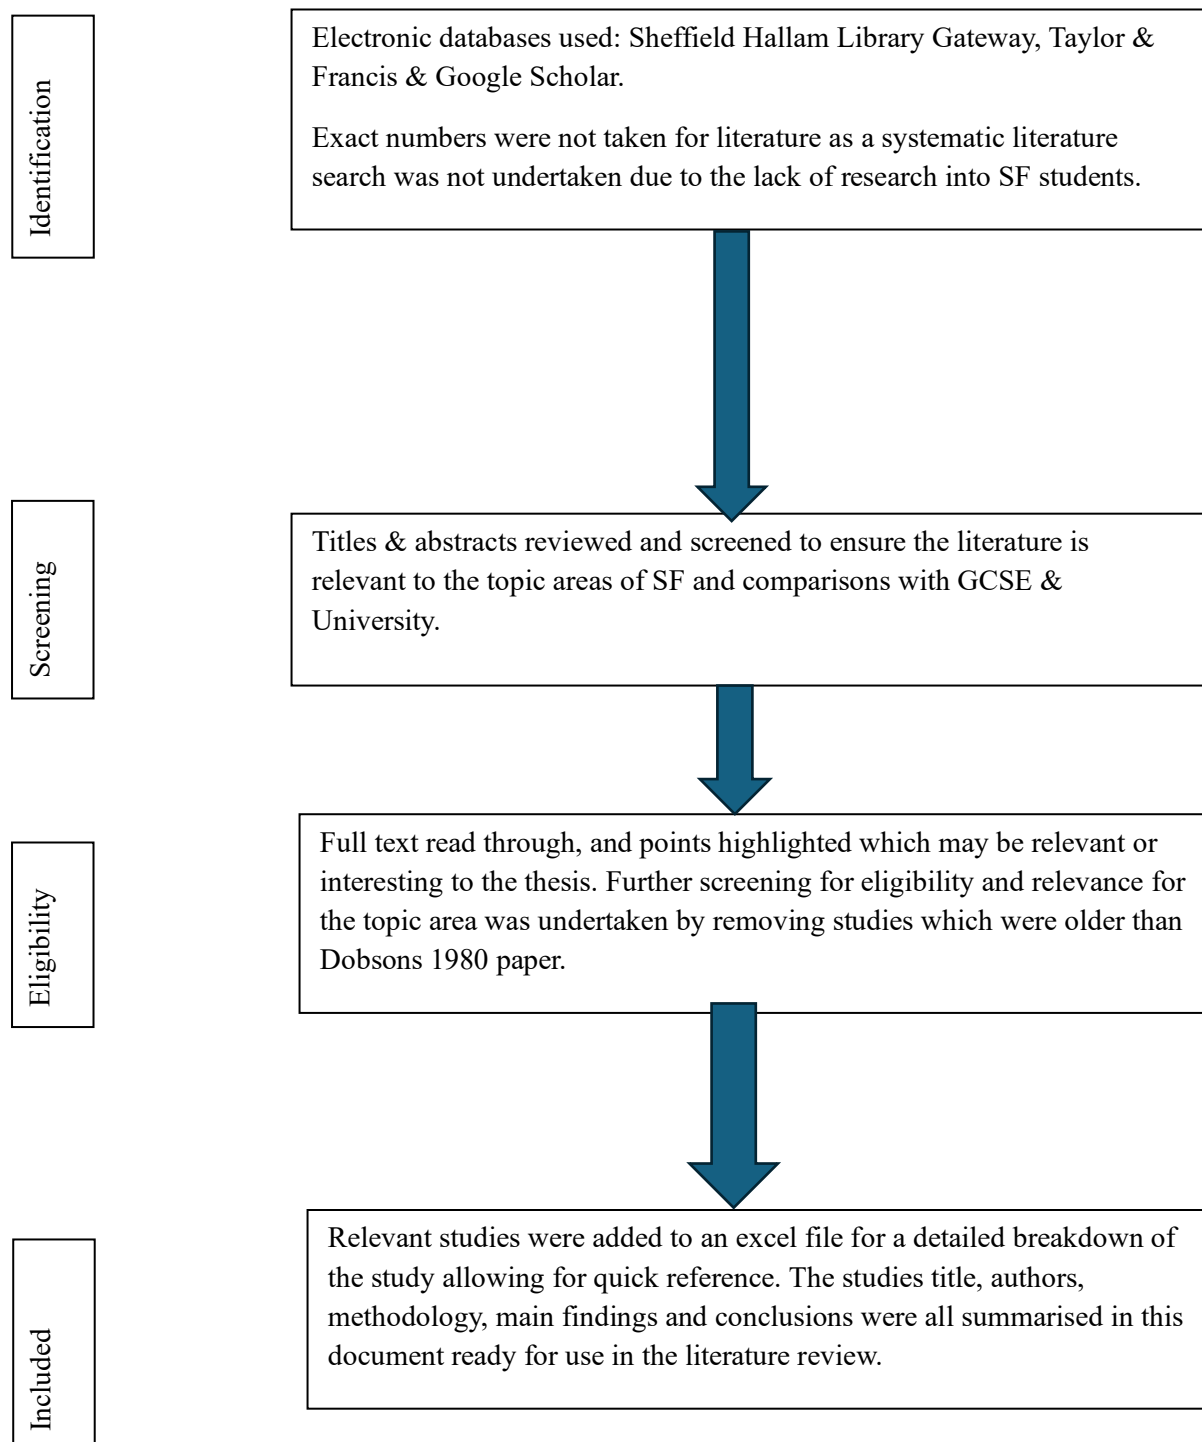 Identification
Electronic databases used: Sheffield Hallam Library Gateway, Taylor &
Francis & Google Scholar.
Exact numbers were not taken for literature as a systematic literature
search was not undertaken due to the lack of research into SF students.
Screening
Titles & abstracts reviewed and screened to ensure the literature is
relevant to the topic areas of SF and comparisons with GCSE &
University.
Eligibility
Full text read through, and points highlighted which may be relevant or
interesting to the thesis. Further screening for eligibility and relevance for
the topic area was undertaken by removing studies which were older than
Dobsons 1980 paper.
Included
Relevant studies were added to an excel file for a detailed breakdown of
the study allowing for quick reference. The studies title, authors,
methodology, main findings and conclusions were all summarised in this
document ready for use in the literature review.